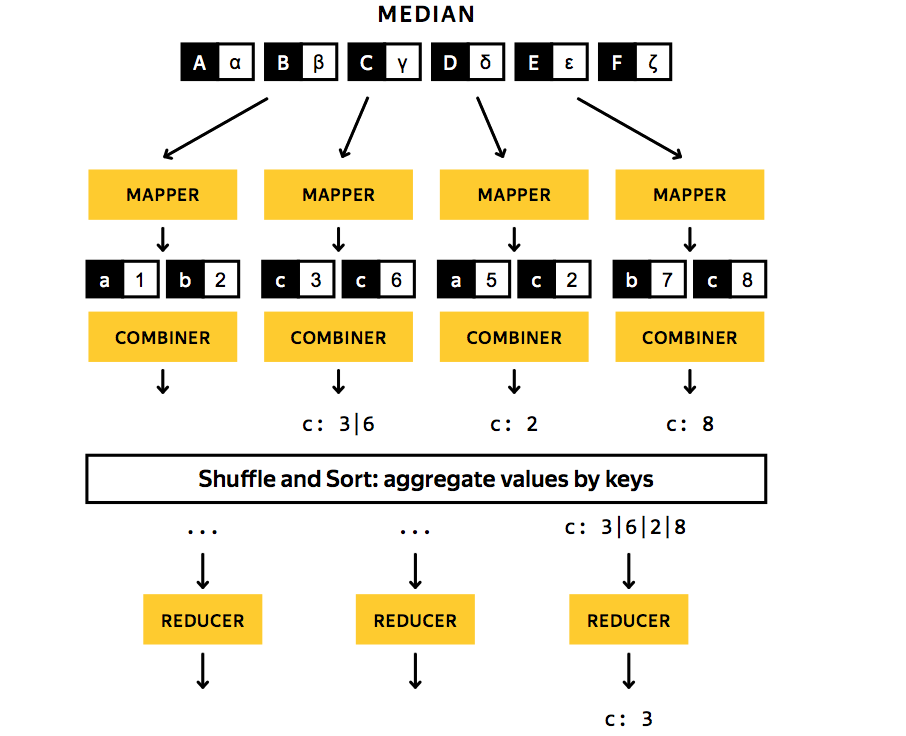 MEDIAN
A α B β C γ D δ E ε F ζ
MAPPER MAPPER MAPPER MAPPER
a 1 b 2 c 3 c 6 a 5 c 2 b 7 c 8
COMBINER COMBINER COMBINER COMBINER
c: 3|6 c: 2 c: 8
Shuffle and Sort: aggregate values by keys
... ... c: 3|6|2|8
REDUCER REDUCER REDUCER
c: 3